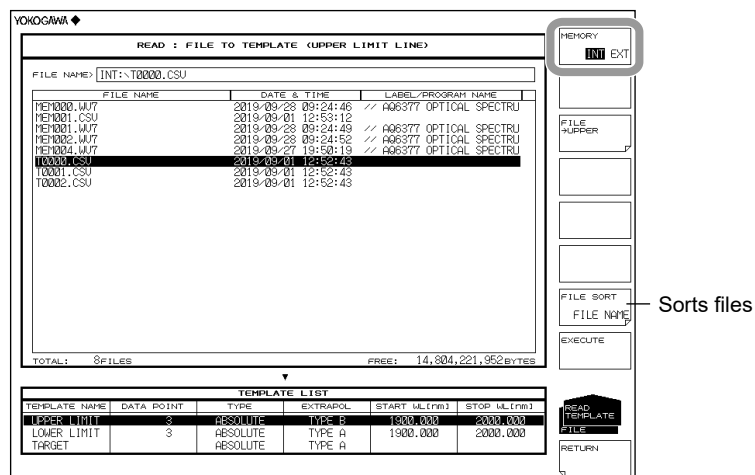 YOKOGAWA ◆
READ : FILE TO TEMPLATE (UPPER LIMIT LINE)
FILE NAME> INT:\T0000.CSV
FILE NAME DATE & TIME LABEL/PROGRAM NAME
MEM000.WV7 2019/09/28 09:24:46 // AQ6377 OPTICAL SPECTRU
MEM001.CSV 2019/09/01 12:53:12
MEM001.WV7 2019/09/28 09:24:49 // AQ6377 OPTICAL SPECTRU
MEM002.WV7 2019/09/28 09:24:52 // AQ6377 OPTICAL SPECTRU
MEM004.WV7 2019/09/27 19:50:19 // AQ6377 OPTICAL SPECTRU
T0000.CSV 2019/09/01 12:52:43
T0001.CSV 2019/09/01 12:52:43
T0002.CSV 2019/09/01 12:52:43
TOTAL: 8FILES FREE: 14,804,221,952BYTES
▼
TEMPLATE LIST
TEMPLATE NAME DATA POINT TYPE EXTRAPOL START WL[nm] STOP WL[nm]
UPPER LIMIT 3 ABSOLUTE TYPE B 1900.000 2000.000
LOWER LIMIT 3 ABSOLUTE TYPE A 1900.000 2000.000
TARGET ABSOLUTE TYPE A
MEMORY
INT EXT
FILE
→UPPER
FILE SORT
FILE NAME
Sorts files
EXECUTE
READ
TEMPLATE
FILE
RETURN